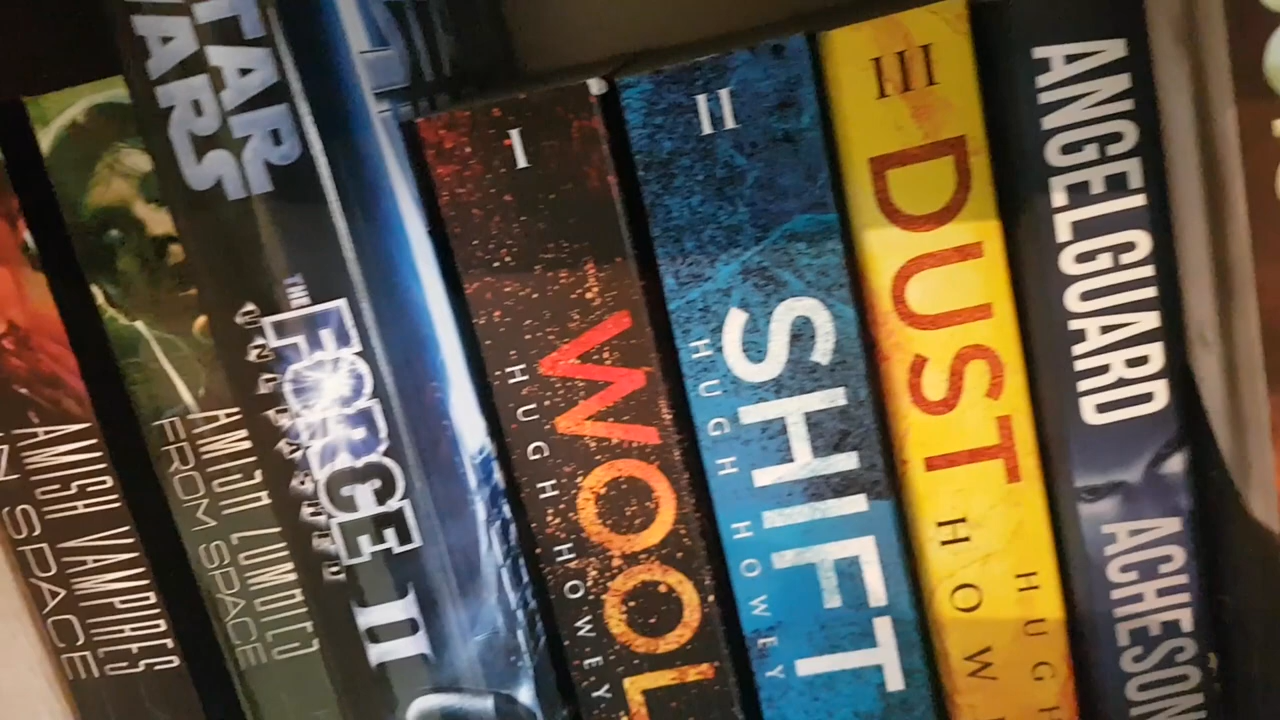 AMISH VAMPIRES
IN SPACE
AMISH ZOMBIES
FROM SPACE
STAR
WARS
THE
FORCE
UNLEASHED
II
I
WOOL
HUGH HOWEY
II
SHIFT
HUGH HOWEY
III
DUST
HUGH
HOW
ANGELGUARD
ACHESON